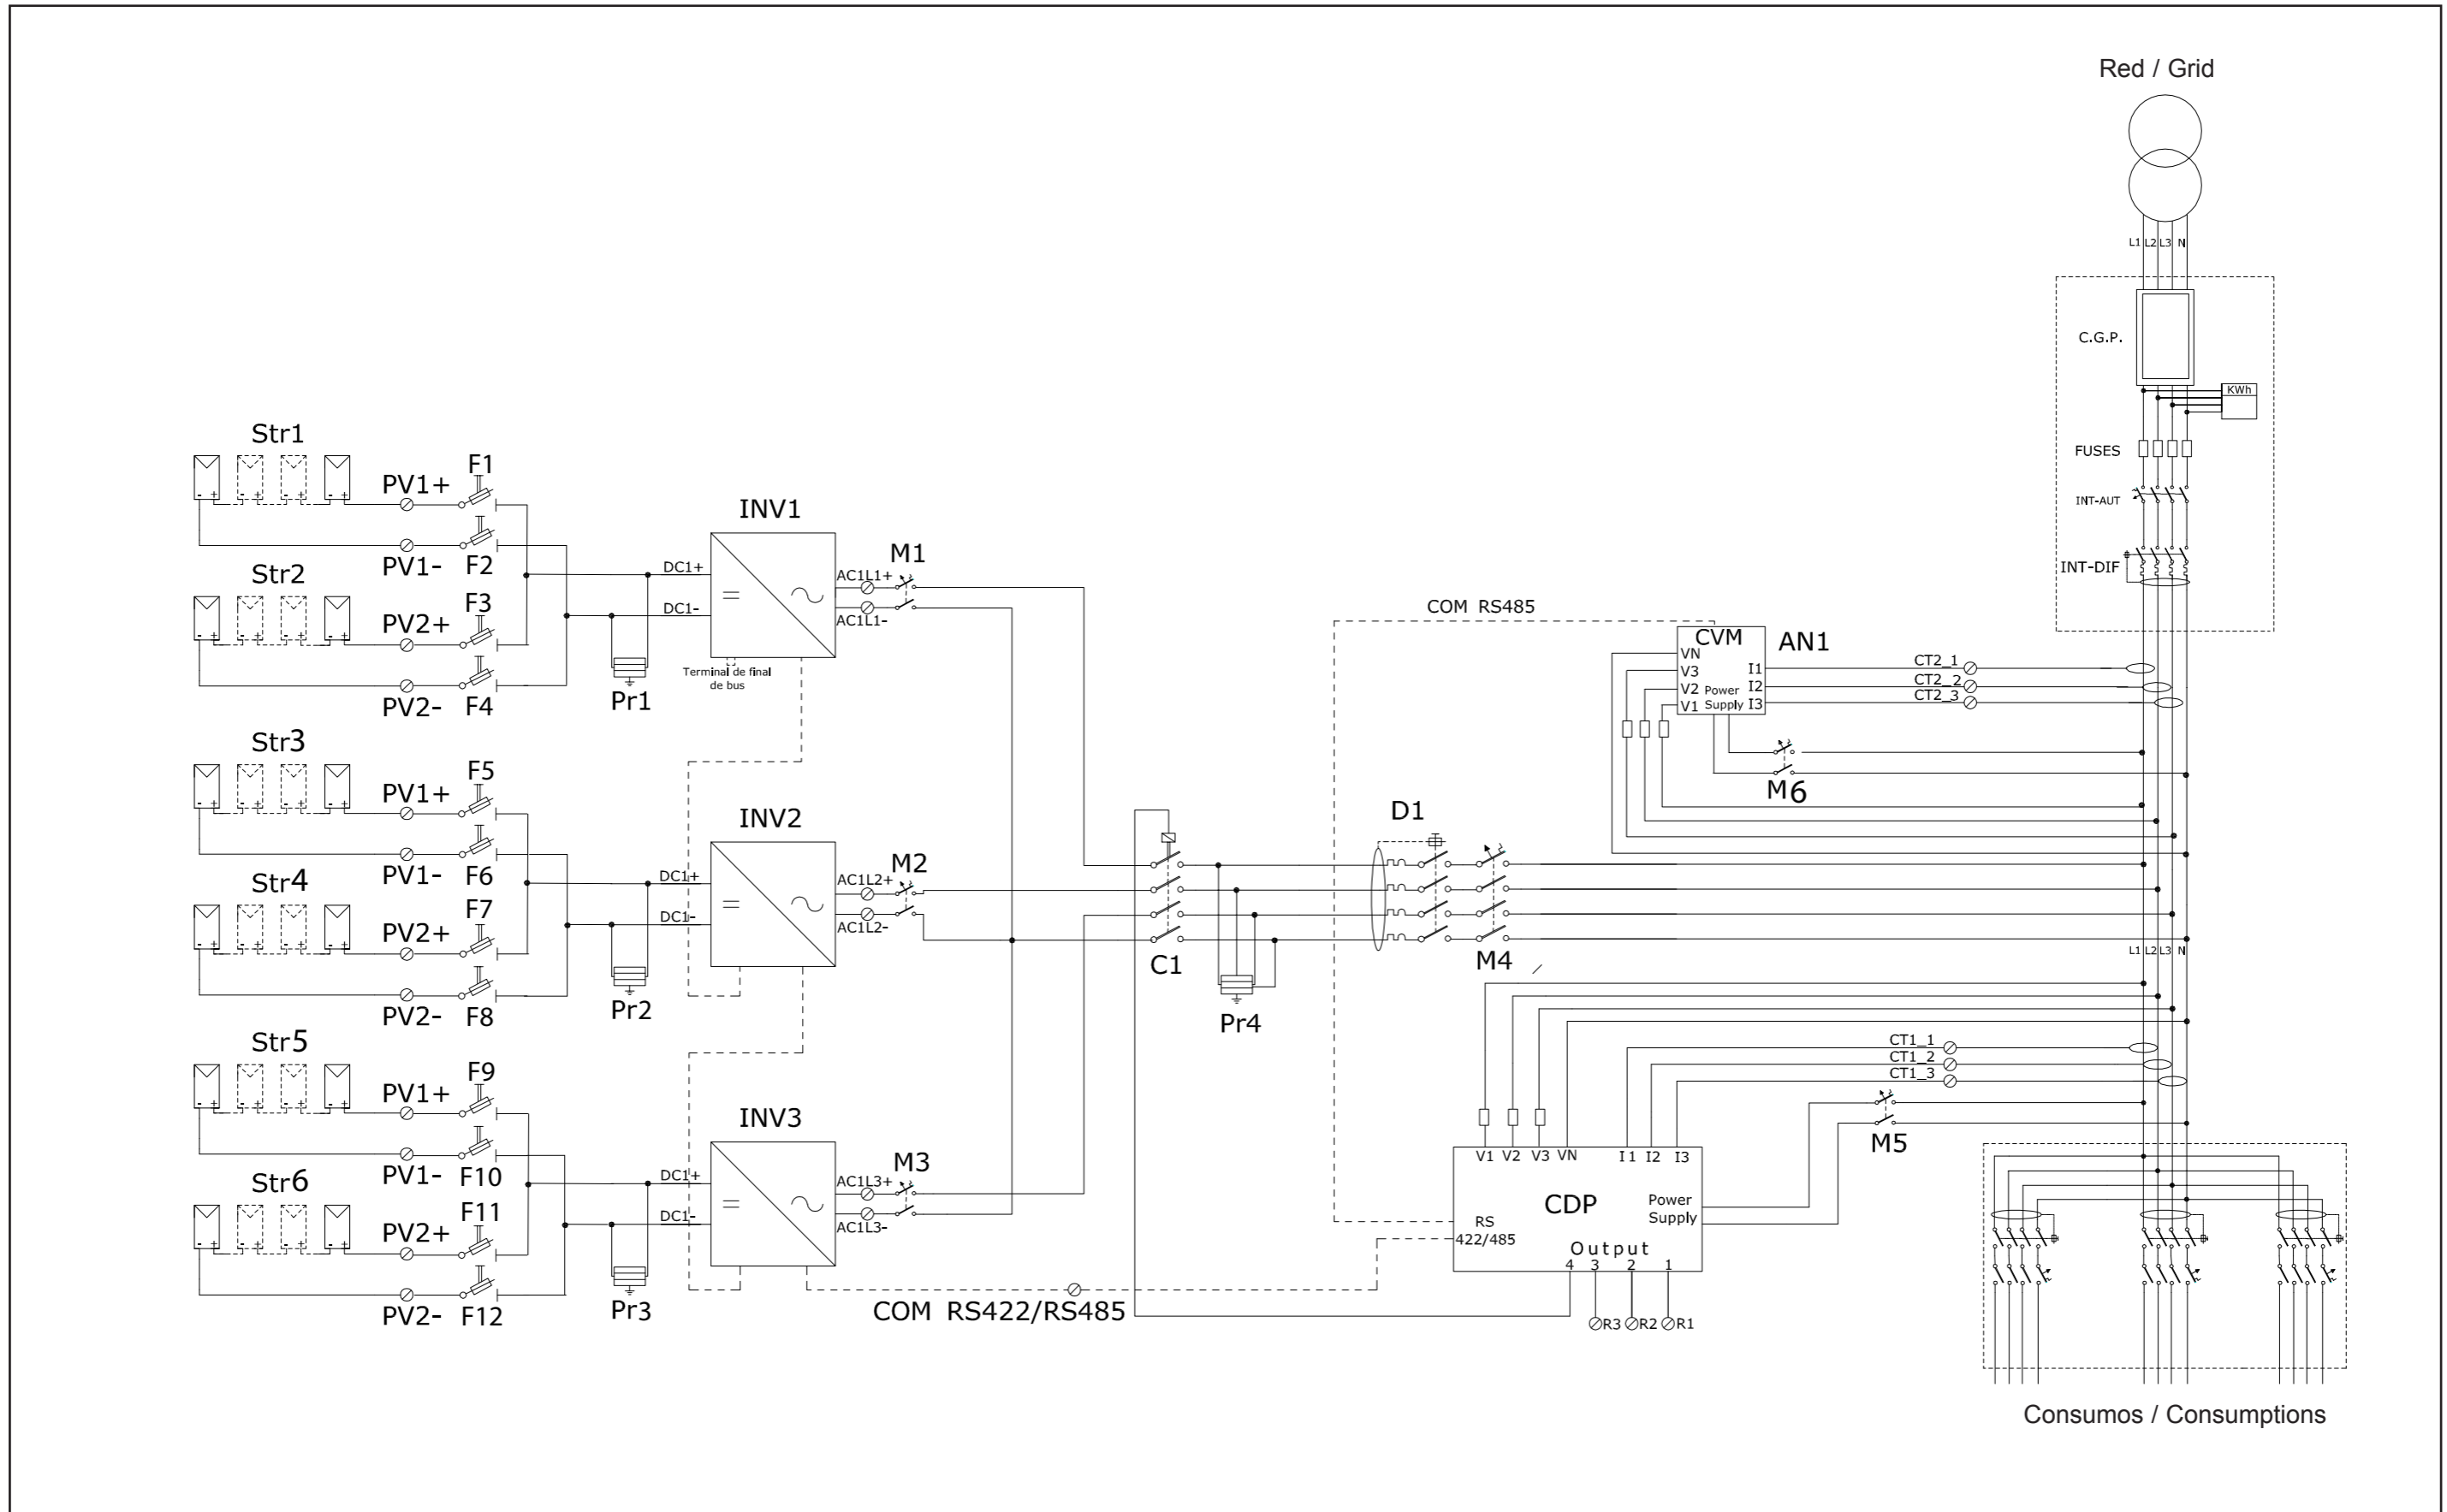 Red / Grid
L1 L2 L3 N
C.G.P.
KWh
FUSES
INT-AUT
INT-DIF
Str1
PV1+
F1
PV1-
F2
Str2
PV2+
F3
PV2-
F4
DC1+
DC1-
Pr1
INV1
Terminal de final
de bus
AC1L1+
AC1L1-
M1
Str3
PV1+
F5
PV1-
F6
Str4
PV2+
F7
PV2-
F8
DC1+
DC1-
Pr2
INV2
AC1L2+
AC1L2-
M2
Str5
PV1+
F9
PV1-
F10
Str6
PV2+
F11
PV2-
F12
DC1+
DC1-
Pr3
INV3
AC1L3+
AC1L3-
M3
COM RS422/RS485
C1
Pr4
D1
M4
COM RS485
CVM
AN1
VN
V3
V2
V1
Power
Supply
I1
I2
I3
CT2_1
CT2_2
CT2_3
M6
L1 L2 L3 N
CT1_1
CT1_2
CT1_3
M5
V1 V2 V3 VN I1 I2 I3
CDP
Power
Supply
RS
422/485
Output
4 3 2 1
R3 R2 R1
Consumos / Consumptions